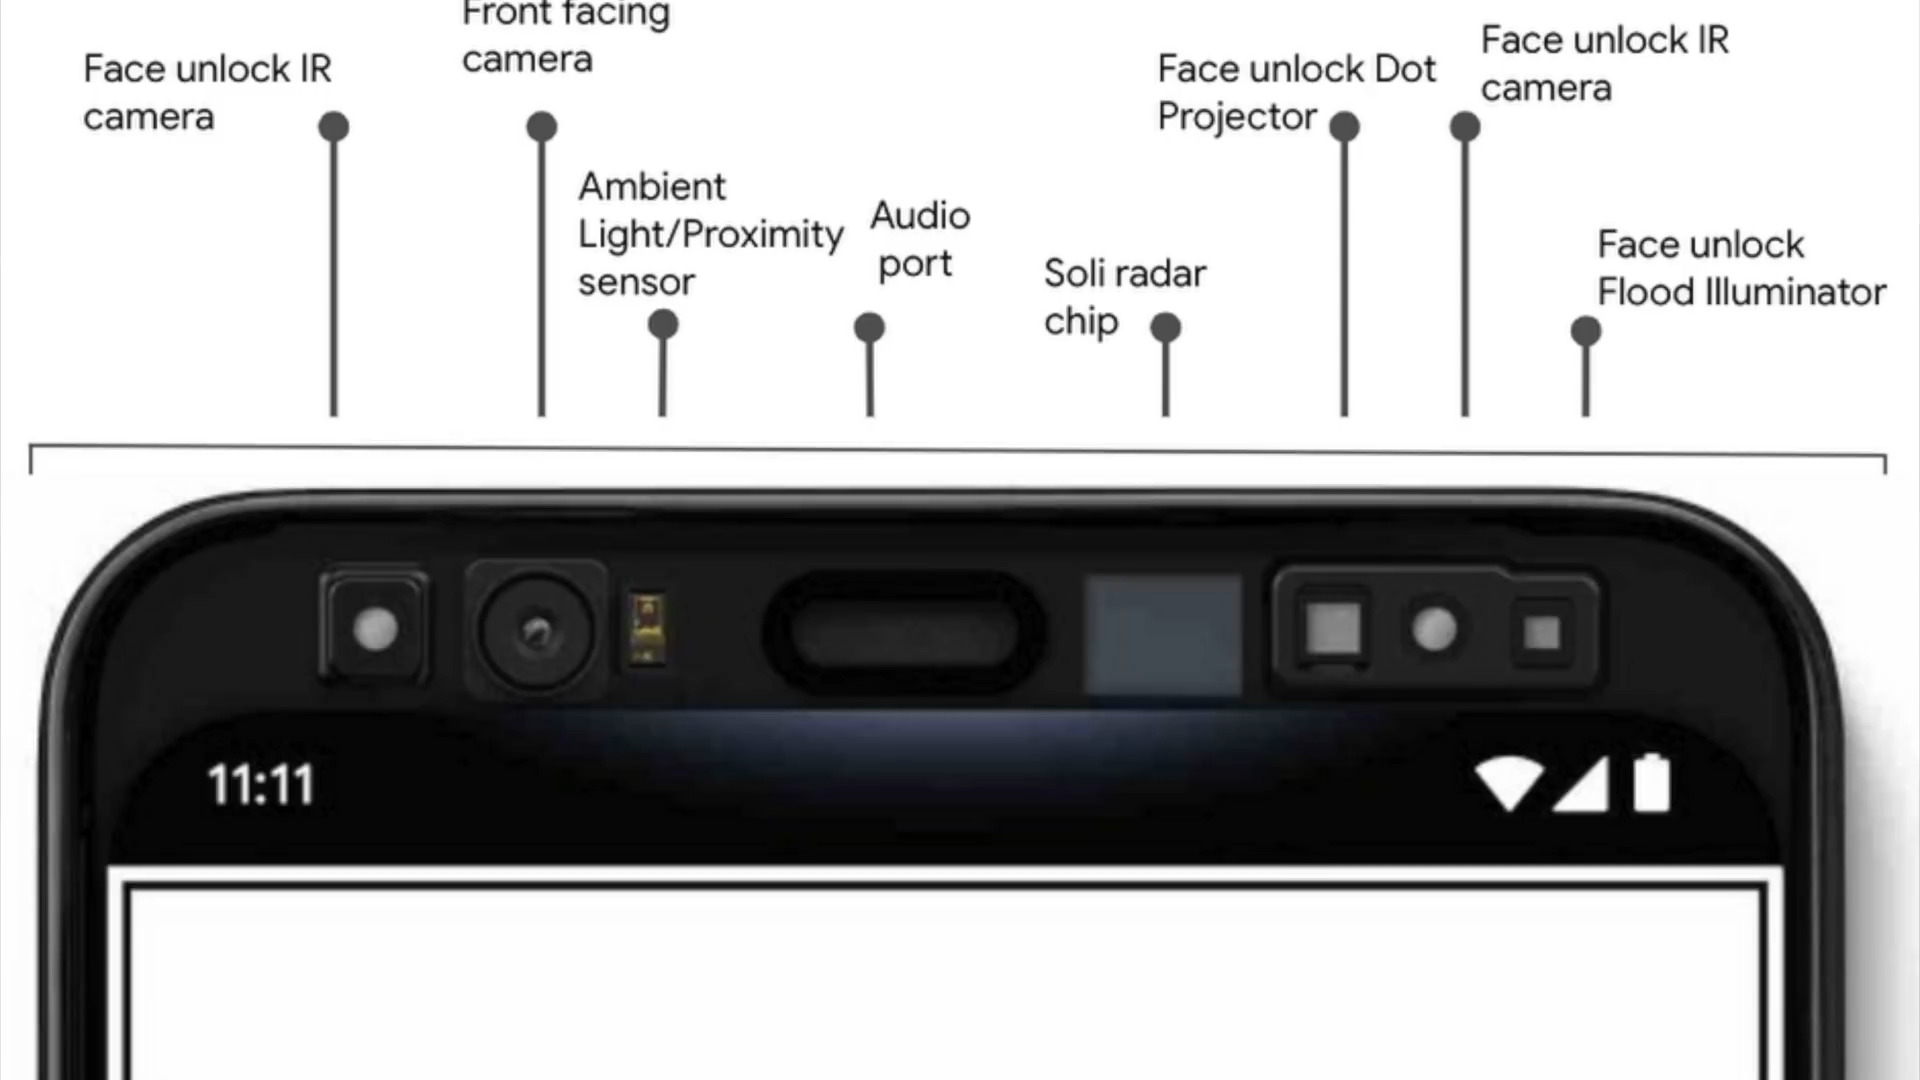 Face unlock IR
camera
Front facing
camera
Ambient
Light/Proximity
sensor
Audio
port
Soli radar
chip
Face unlock Dot
Projector
Face unlock IR
camera
Face unlock
Flood Illuminator
11:11